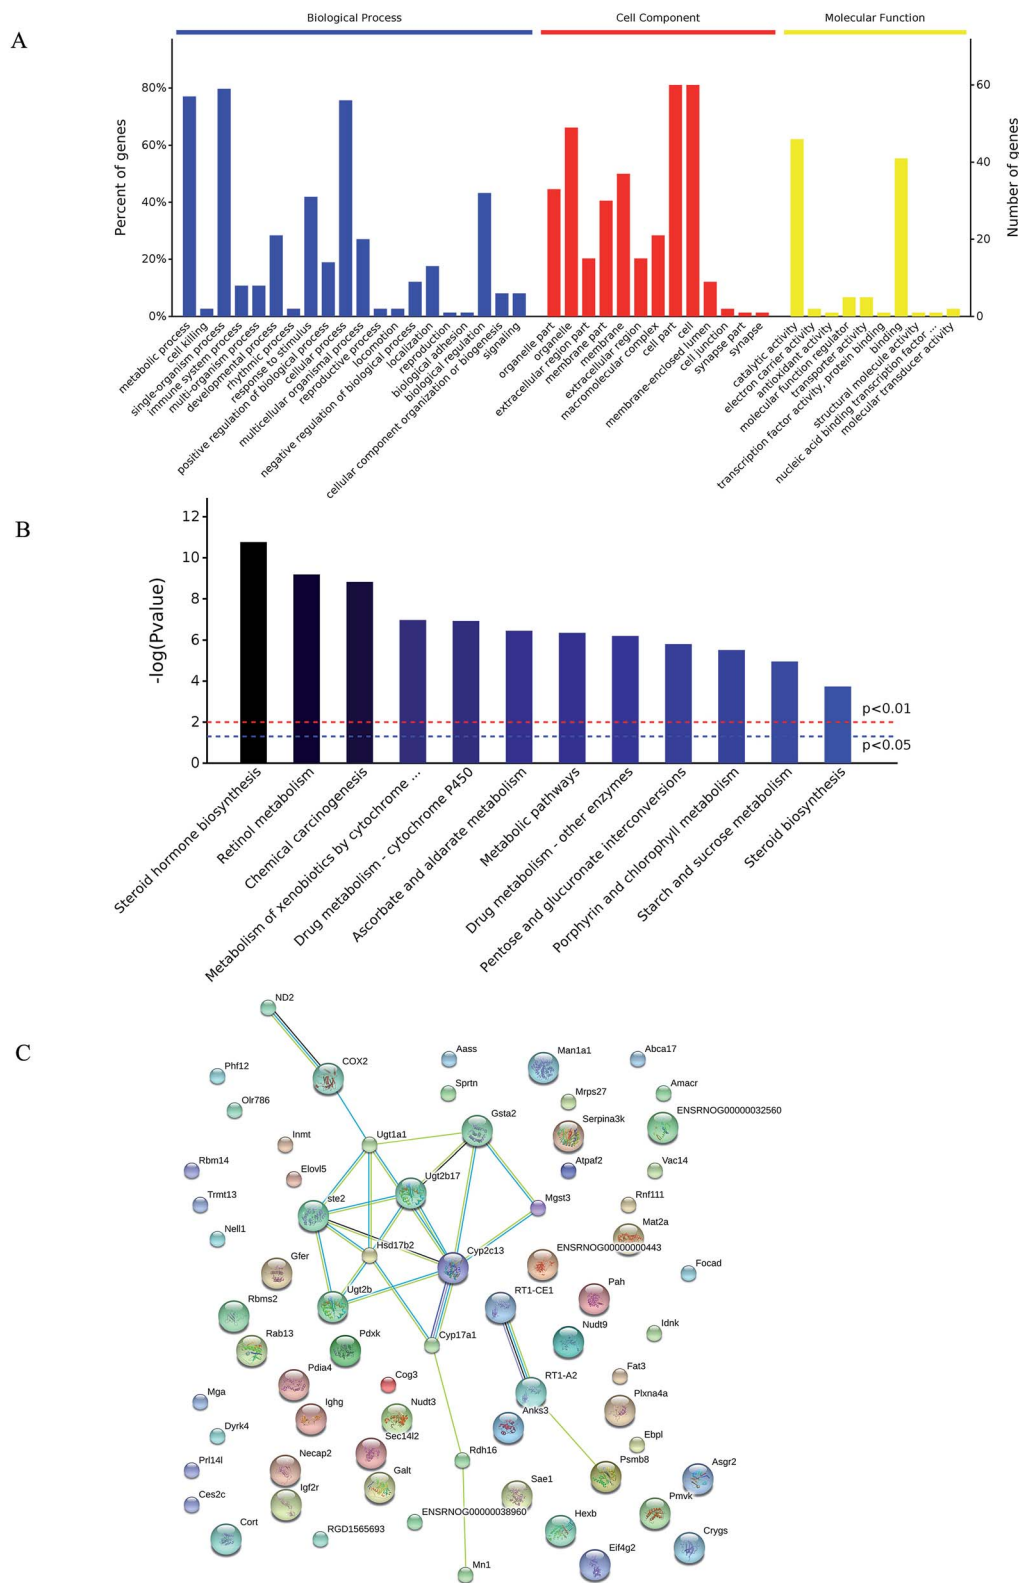 A
Biological Process
Cell Component
Molecular Function
Percent of genes
80%
60%
40%
20%
0%
Number of genes
60
40
20
0
metabolic process
cell killing
single-organism process
immune system process
multi-organism process
developmental process
rhythmic process
response to stimulus
positive regulation of biological process
cellular process
multicellular organismal process
reproductive process
locomotion
negative regulation of biological process
localization
reproduction
biological adhesion
biological regulation
cellular component organization or biogenesis
signaling
organelle part
organelle
extracellular region part
membrane part
membrane
extracellular region
macromolecular complex
cell part
cell
membrane-enclosed lumen
cell junction
synapse part
synapse
catalytic activity
electron carrier activity
antioxidant activity
molecular function regulator
transporter activity
transcription factor activity, protein binding
binding
structural molecule activity
nucleic acid binding transcription factor ...
molecular transducer activity
B
-log(Pvalue)
12
10
8
6
4
2
0
p<0.01
p<0.05
Steroid hormone biosynthesis
Retinol metabolism
Chemical carcinogenesis
Metabolism of xenobiotics by cytochrome ...
Drug metabolism - cytochrome P450
Ascorbate and aldarate metabolism
Metabolic pathways
Drug metabolism - other enzymes
Pentose and glucuronate interconversions
Porphyrin and chlorophyll metabolism
Starch and sucrose metabolism
Steroid biosynthesis
C
ND2
COX2
Aass
Man1a1
Abca17
Phf12
Sprtn
Mrps27
Amacr
Olr786
Gsta2
Serpina3k
ENSRNOG00000032560
Inmt
Ugt1a1
Rbm14
Elovl5
Ugt2b17
Atpaf2
Vac14
Trmt13
ste2
Mgst3
Rnf111
Nell1
Hsd17b2
Mat2a
Gfer
Cyp2c13
ENSRNOG00000000443
Focad
Rbms2
Ugt2b
RT1-CE1
Pah
Rab13
Pdxk
Cyp17a1
Nudt9
Idnk
Pdia4
Cog3
RT1-A2
Fat3
Mga
Ighg
Nudt3
Anks3
Plxna4a
Dyrk4
Sec14l2
Ebpl
Prl14l
Necap2
Rdh16
Psmb8
Asgr2
Ces2c
Igf2r
Galt
Sae1
Pmvk
Cort
RGD1565693
ENSRNOG00000038960
Hexb
Crygs
Mn1
Eif4g2